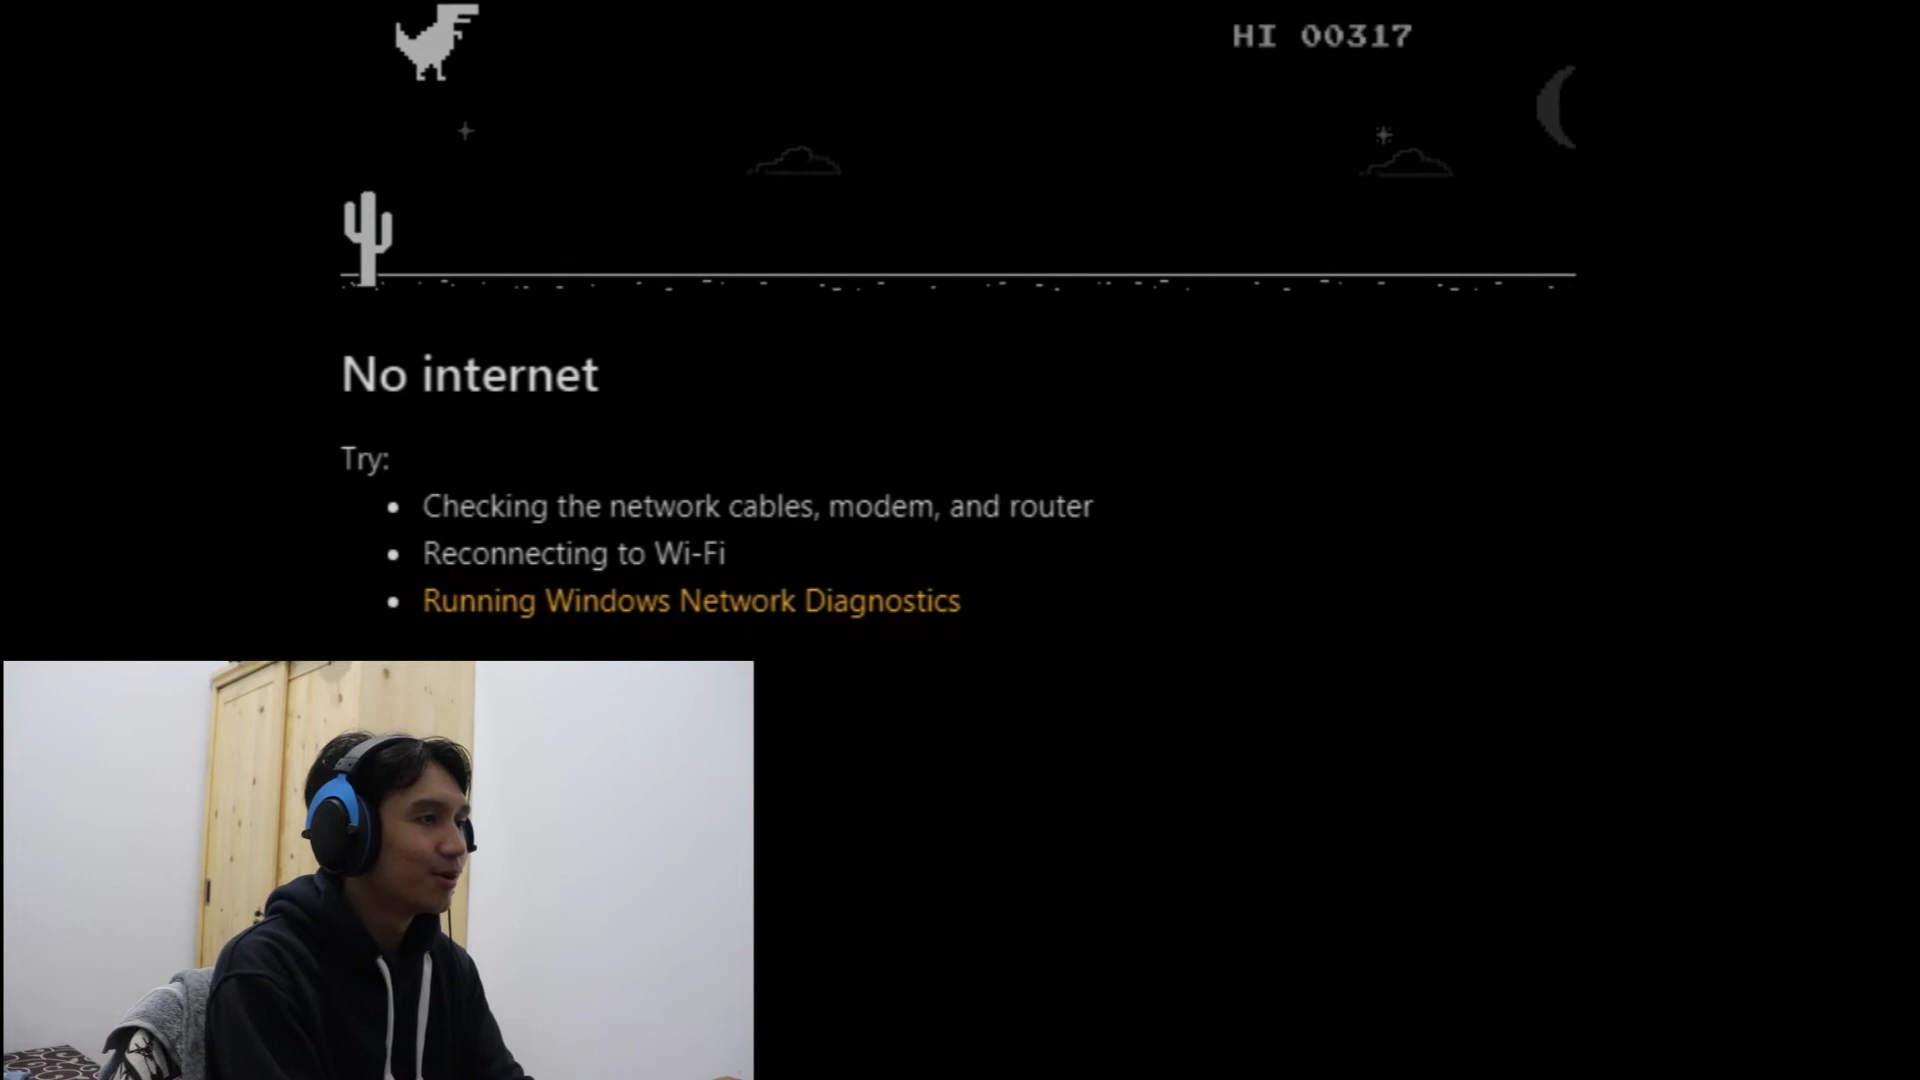 HI 00317
No internet
Try:
Checking the network cables, modem, and router
Reconnecting to Wi-Fi
Running Windows Network Diagnostics